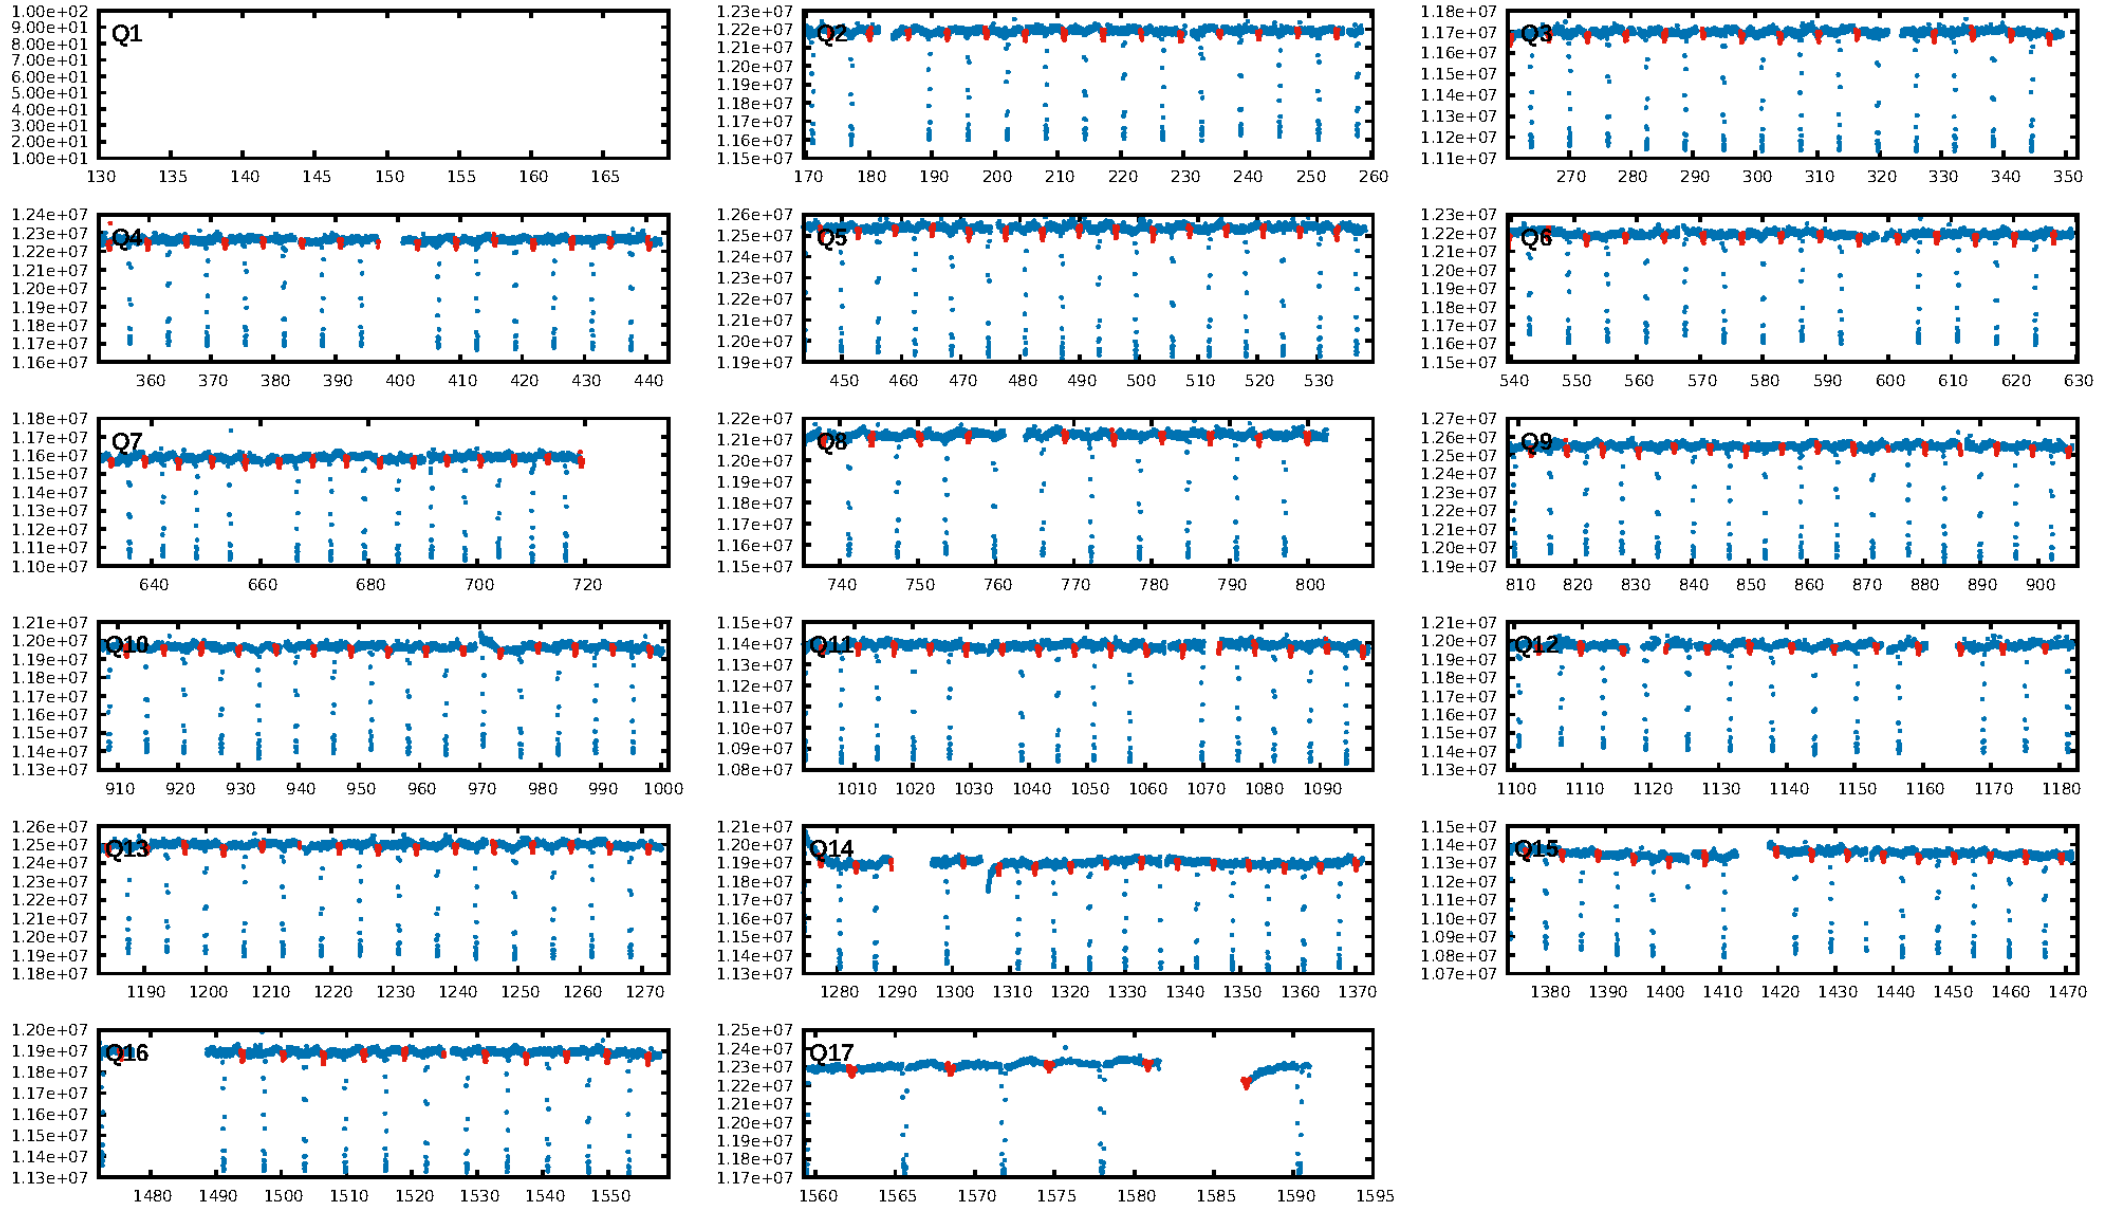 1.00e+02
9.00e+01
8.00e+01
7.00e+01
6.00e+01
5.00e+01
4.00e+01
3.00e+01
2.00e+01
1.00e+01
Q1
130 135 140 145 150 155 160 165
1.23e+07
1.22e+07
1.21e+07
1.20e+07
1.19e+07
1.18e+07
1.17e+07
1.16e+07
1.15e+07
Q2
170 180 190 200 210 220 230 240 250 260
1.18e+07
1.17e+07
1.16e+07
1.15e+07
1.14e+07
1.13e+07
1.12e+07
1.11e+07
Q3
270 280 290 300 310 320 330 340 350
1.24e+07
1.23e+07
1.22e+07
1.21e+07
1.20e+07
1.19e+07
1.18e+07
1.17e+07
1.16e+07
Q4
360 370 380 390 400 410 420 430 440
1.26e+07
1.25e+07
1.24e+07
1.23e+07
1.22e+07
1.21e+07
1.20e+07
1.19e+07
Q5
450 460 470 480 490 500 510 520 530
1.23e+07
1.22e+07
1.21e+07
1.20e+07
1.19e+07
1.18e+07
1.17e+07
1.16e+07
1.15e+07
Q6
540 550 560 570 580 590 600 610 620 630
1.18e+07
1.17e+07
1.16e+07
1.15e+07
1.14e+07
1.13e+07
1.12e+07
1.11e+07
1.10e+07
Q7
640 660 680 700 720
1.22e+07
1.21e+07
1.20e+07
1.19e+07
1.18e+07
1.17e+07
1.16e+07
1.15e+07
Q8
740 750 760 770 780 790 800
1.27e+07
1.26e+07
1.25e+07
1.24e+07
1.23e+07
1.22e+07
1.21e+07
1.20e+07
1.19e+07
Q9
810 820 830 840 850 860 870 880 890 900
1.21e+07
1.20e+07
1.19e+07
1.18e+07
1.17e+07
1.16e+07
1.15e+07
1.14e+07
1.13e+07
Q10
910 920 930 940 950 960 970 980 990 1000
1.15e+07
1.14e+07
1.13e+07
1.12e+07
1.11e+07
1.10e+07
1.09e+07
1.08e+07
Q11
1010 1020 1030 1040 1050 1060 1070 1080 1090
1.21e+07
1.20e+07
1.19e+07
1.18e+07
1.17e+07
1.16e+07
1.15e+07
1.14e+07
1.13e+07
Q12
1100 1110 1120 1130 1140 1150 1160 1170 1180
1.26e+07
1.25e+07
1.24e+07
1.23e+07
1.22e+07
1.21e+07
1.20e+07
1.19e+07
1.18e+07
Q13
1190 1200 1210 1220 1230 1240 1250 1260 1270
1.21e+07
1.20e+07
1.19e+07
1.18e+07
1.17e+07
1.16e+07
1.15e+07
1.14e+07
1.13e+07
Q14
1280 1290 1300 1310 1320 1330 1340 1350 1360 1370
1.15e+07
1.14e+07
1.13e+07
1.12e+07
1.11e+07
1.10e+07
1.09e+07
1.08e+07
1.07e+07
Q15
1380 1390 1400 1410 1420 1430 1440 1450 1460 1470
1.20e+07
1.19e+07
1.18e+07
1.17e+07
1.16e+07
1.15e+07
1.14e+07
1.13e+07
Q16
1480 1490 1500 1510 1520 1530 1540 1550
1.25e+07
1.24e+07
1.23e+07
1.22e+07
1.21e+07
1.20e+07
1.19e+07
1.18e+07
1.17e+07
Q17
1560 1565 1570 1575 1580 1585 1590 1595